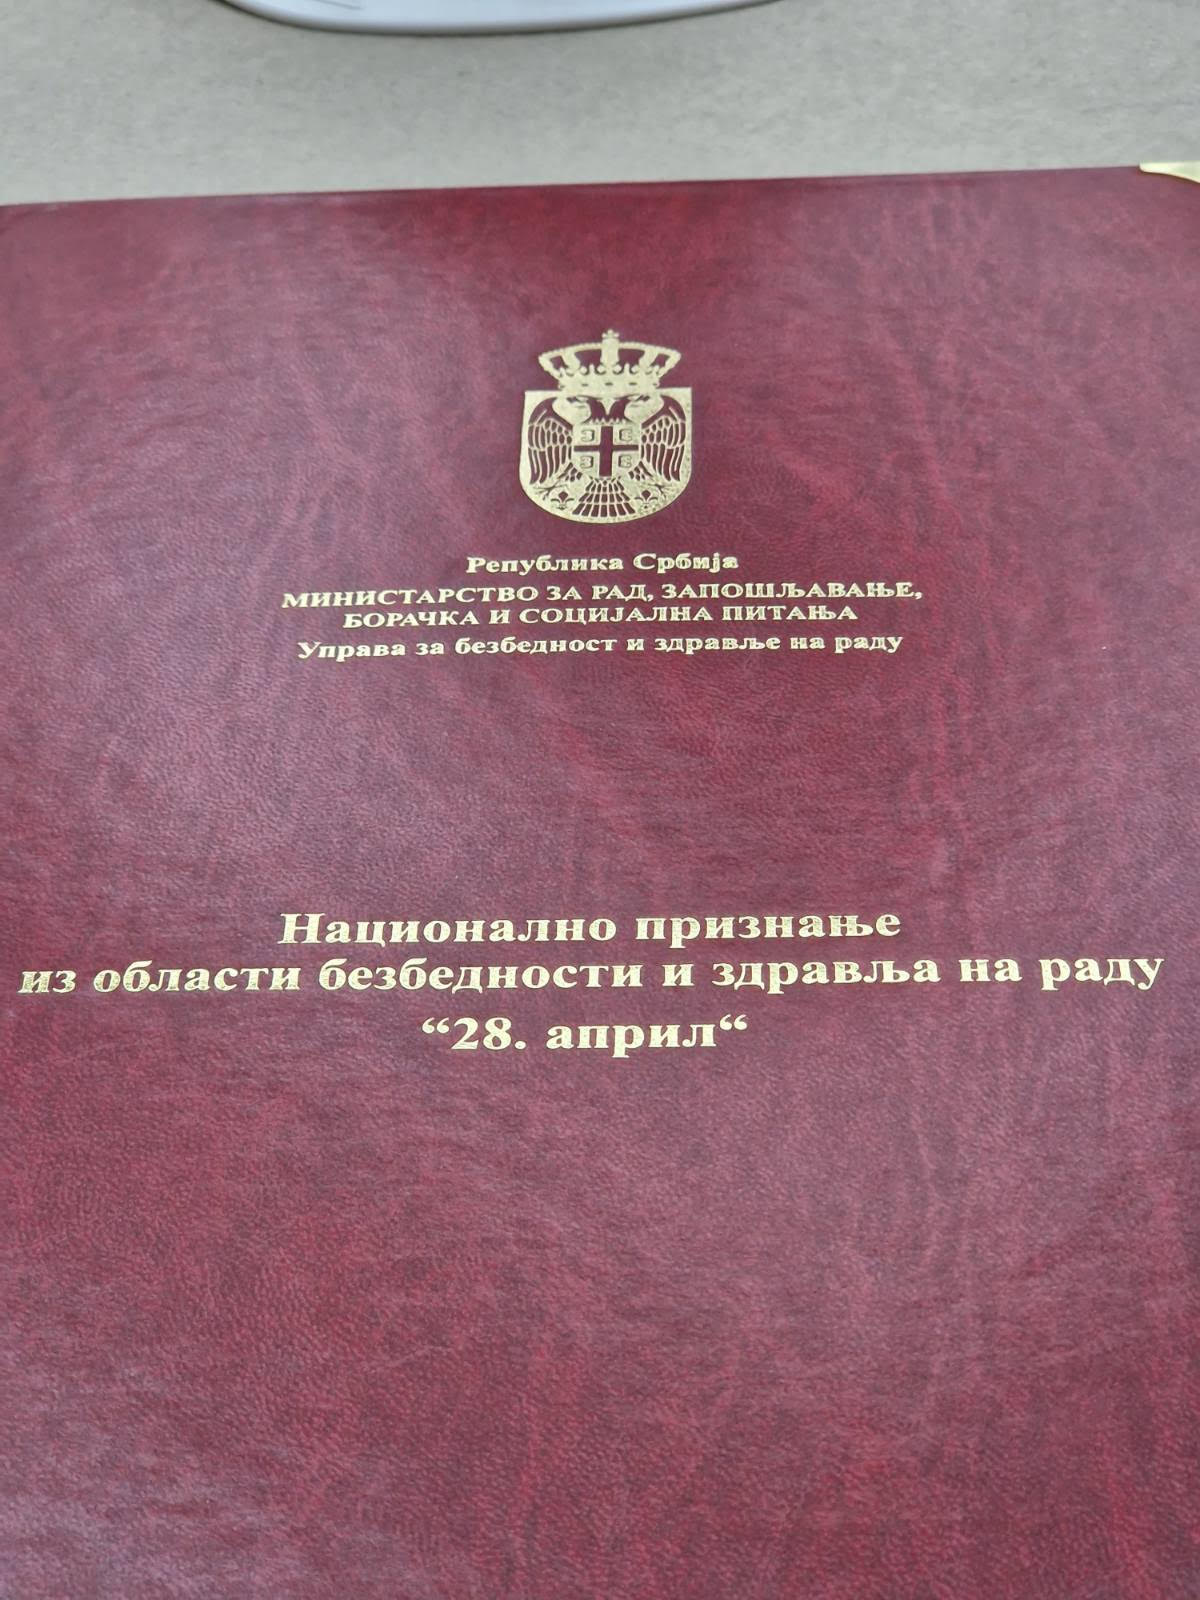 Република Србија
МИНИСТАРСТВО ЗА РАД, ЗАПОШЉАВАЊЕ,
БОРАЧКА И СОЦИЈАЛНА ПИТАЊА
Управа за безбедност и здравље на раду
Национално признање
из области безбедности и здравља на раду
“28. април“